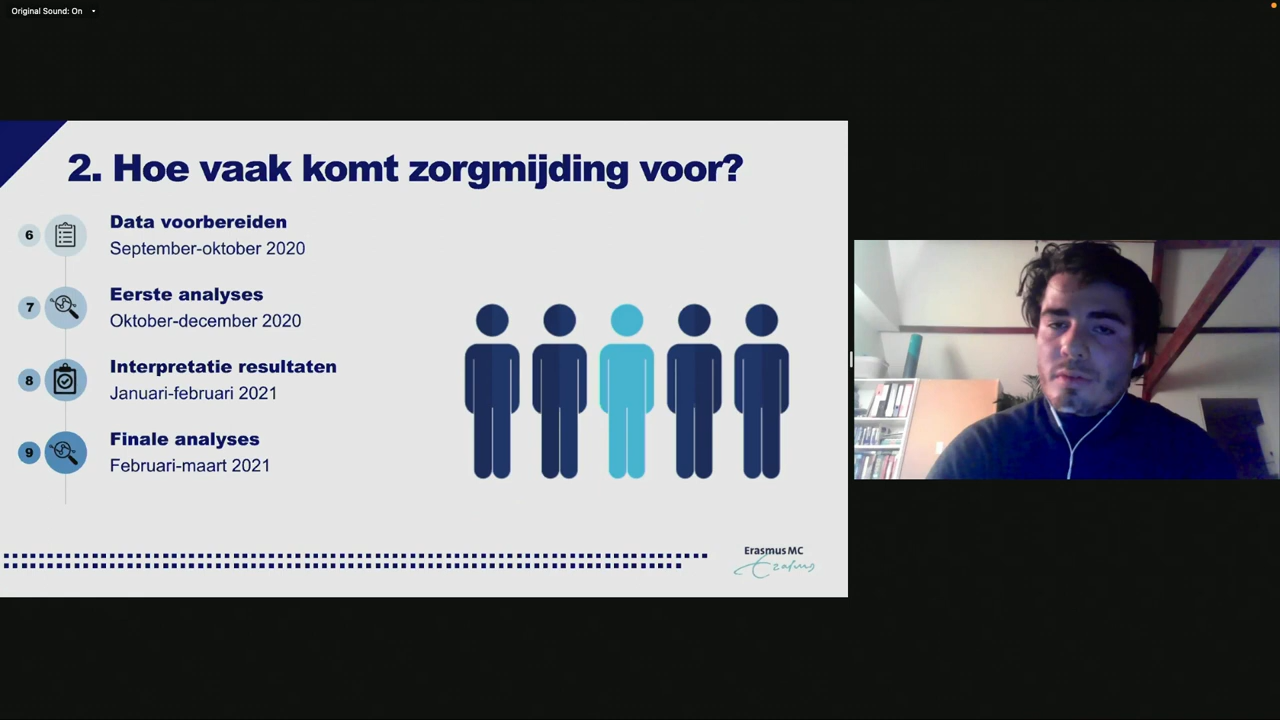 Original Sound: On
2. Hoe vaak komt zorgmijding voor?
6
Data voorbereiden
September-oktober 2020
7
Eerste analyses
Oktober-december 2020
8
Interpretatie resultaten
Januari-februari 2021
9
Finale analyses
Februari-maart 2021
Erasmus MC
Erasmus